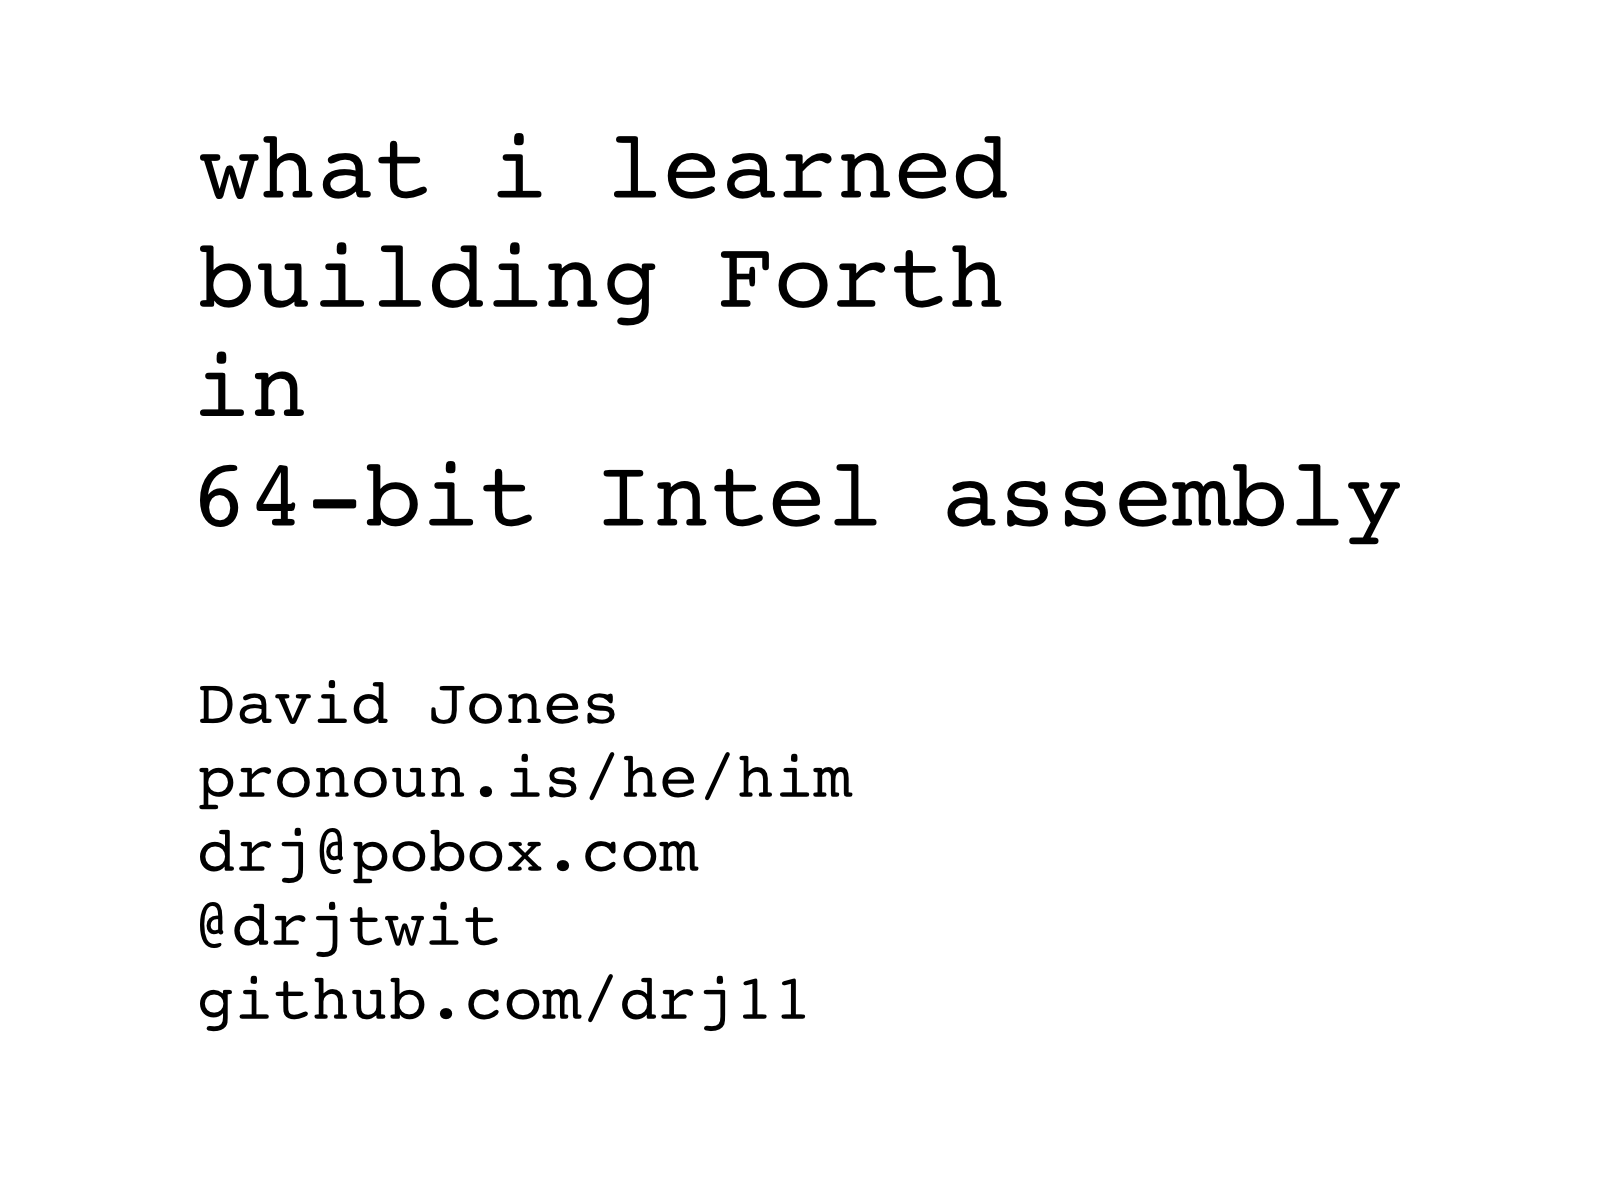 what i learned
building Forth
in
64-bit Intel assembly
David Jones
pronoun.is/he/him
drj@pobox.com
@drjtwit
github.com/drj11